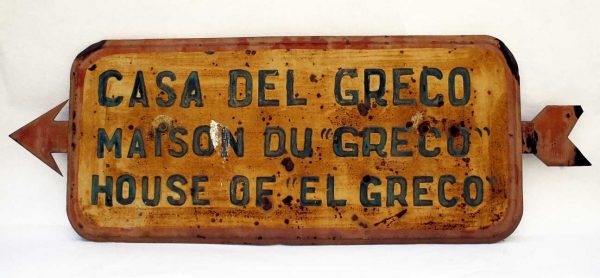 CASA DEL GRECO
MAISON DU "GRECO"
HOUSE OF "EL GRECO"